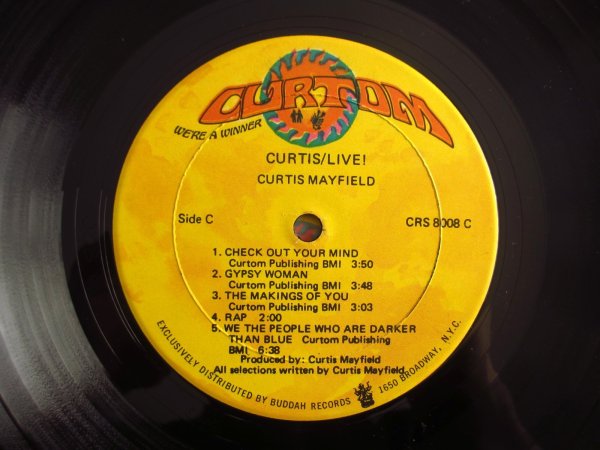 CURTOM
WE'RE A WINNER
CURTIS/LIVE!
CURTIS MAYFIELD
Side C
CRS 8008 C
1. CHECK OUT YOUR MIND
Curtom Publishing BMI 3:50
2. GYPSY WOMAN
Curtom Publishing BMI 3:48
3. THE MAKINGS OF YOU
Curtom Publishing BMI 3:03
4. RAP 2:00
5. WE THE PEOPLE WHO ARE DARKER
THAN BLUE Curtom Publishing
BMI 6:38
Produced by: Curtis Mayfield
All selections written by Curtis Mayfield
EXCLUSIVELY DISTRIBUTED BY BUDDAH RECORDS 1650 BROADWAY, N.Y.C.